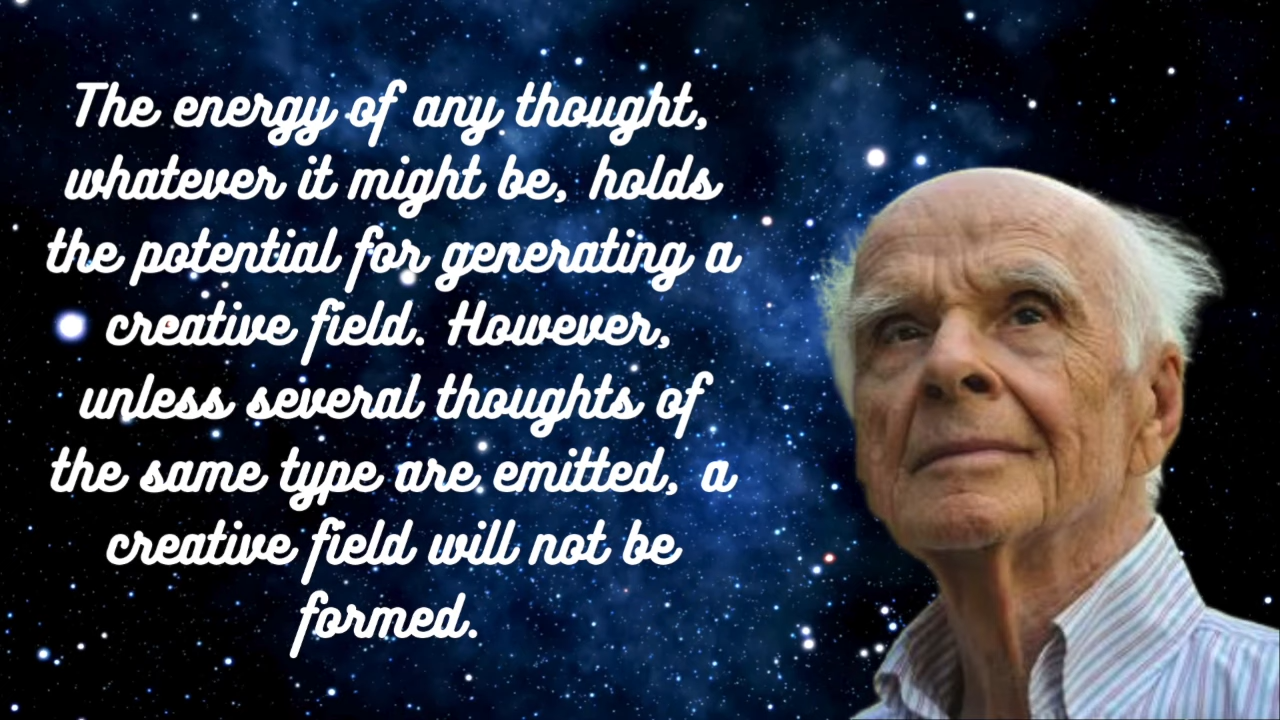 The energy of any thought,
whatever it might be, holds
the potential for generating a
creative field. However,
unless several thoughts of
the same type are emitted, a
creative field will not be
formed.